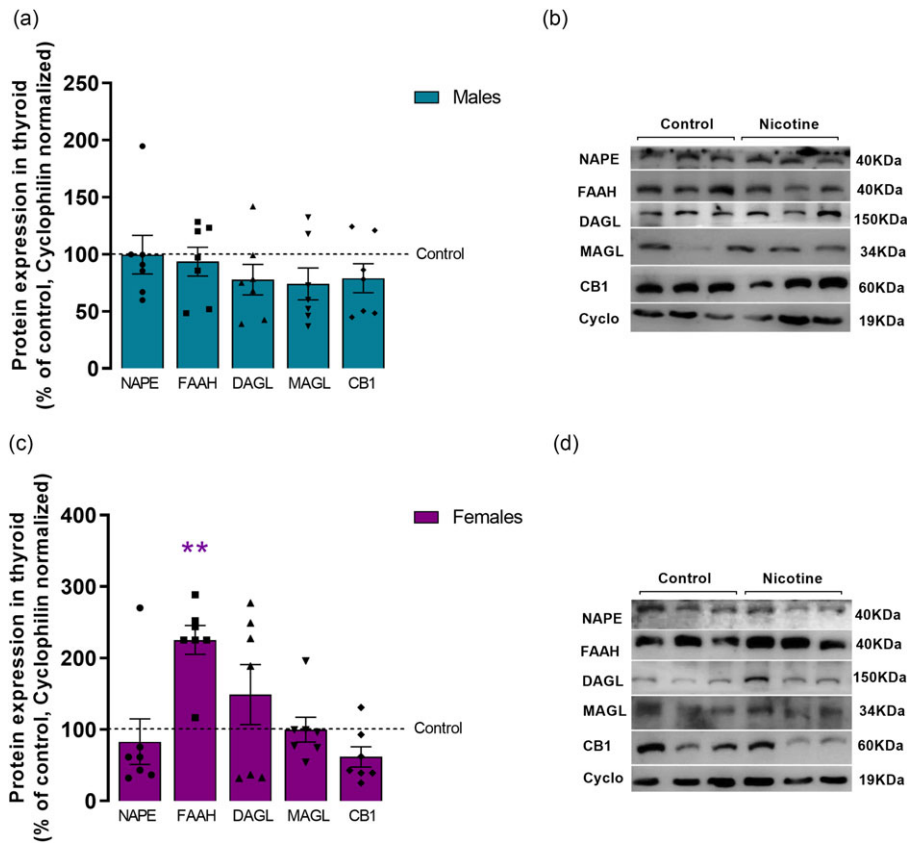 (a)
Protein expression in thyroid
(% of control, Cyclophilin normalized)
250
200
150
100
50
0
NAPE FAAH DAGL MAGL CB1
Males
Control
(b)
Control Nicotine
NAPE 40KDa
FAAH 40KDa
DAGL 150KDa
MAGL 34KDa
CB1 60KDa
Cyclo 19KDa
(c)
Protein expression in thyroid
(% of control, Cyclophilin normalized)
400
300
200
100
0
**
NAPE FAAH DAGL MAGL CB1
Females
Control
(d)
Control Nicotine
NAPE 40KDa
FAAH 40KDa
DAGL 150KDa
MAGL 34KDa
CB1 60KDa
Cyclo 19KDa